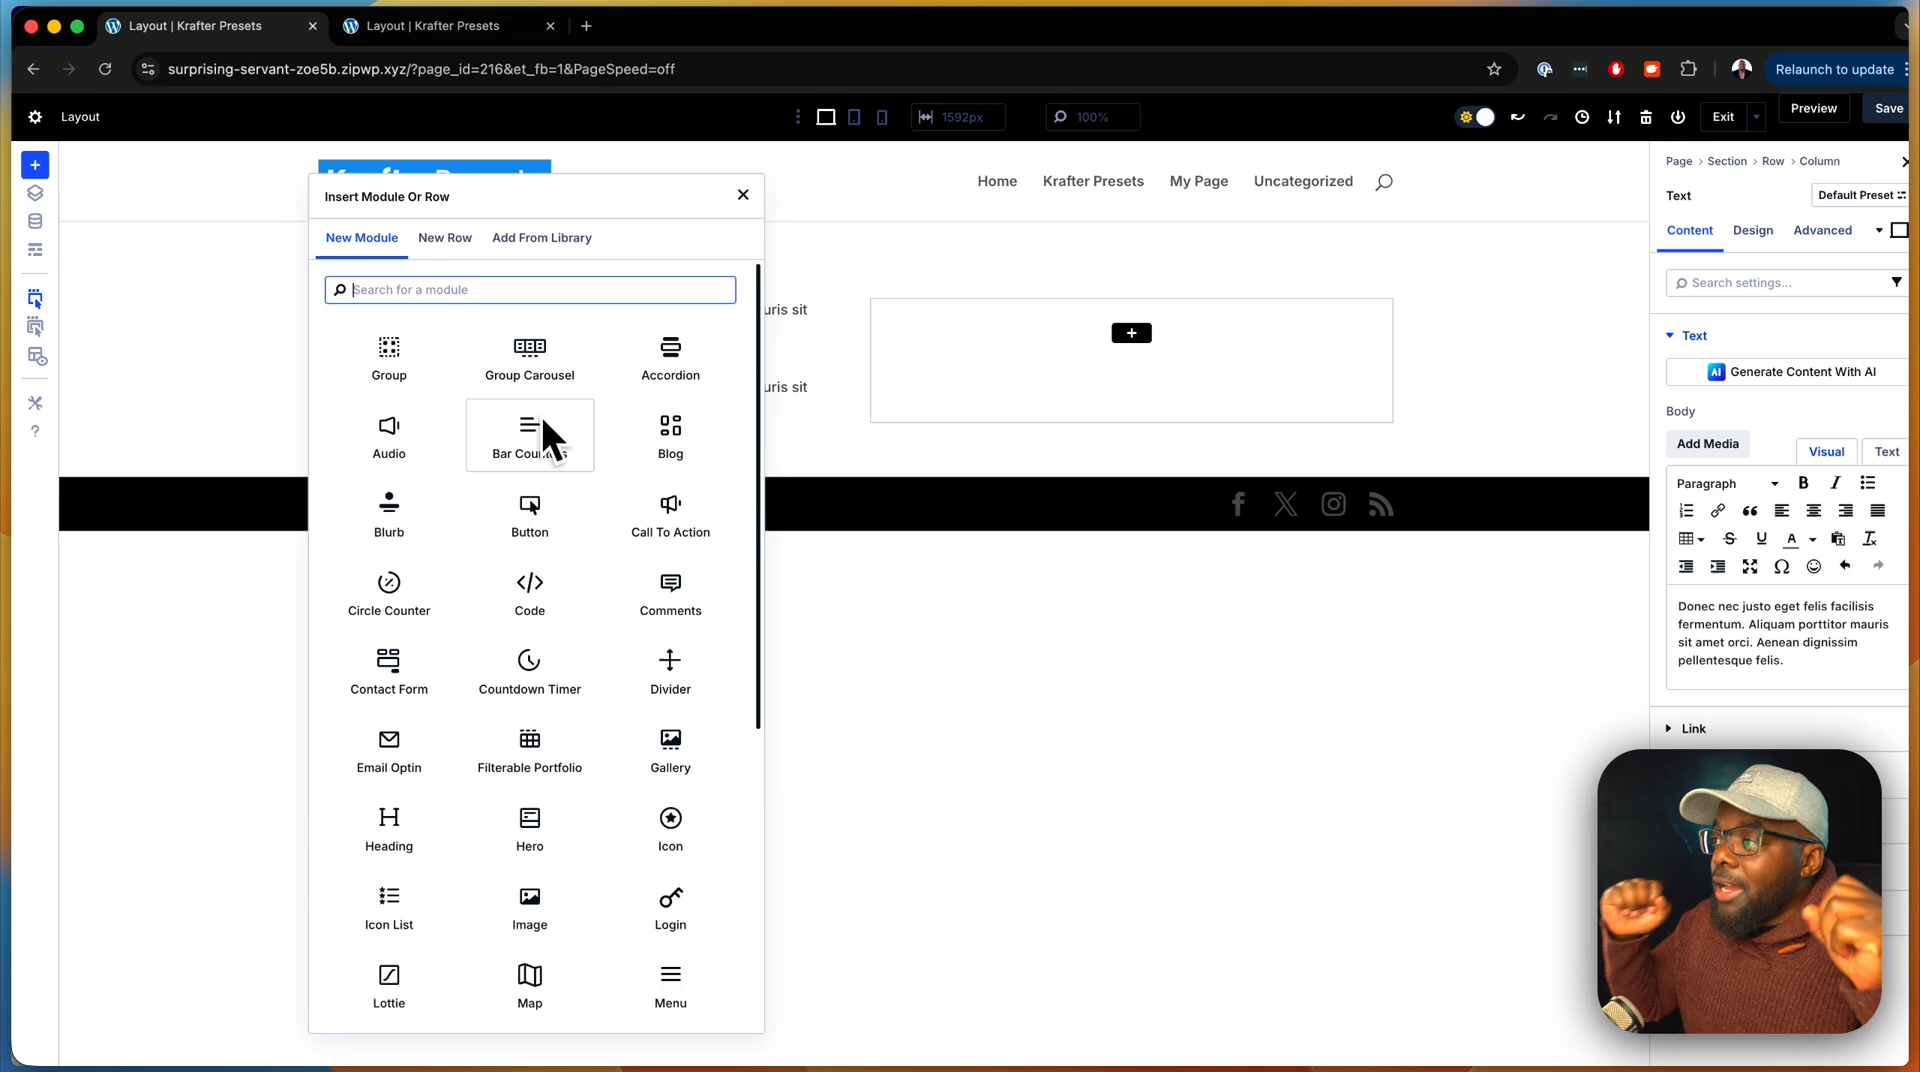 Layout | Krafter Presets
Layout | Krafter Presets
surprising-servant-zoe5b.zipwp.xyz/?page_id=216&et_fb=1&PageSpeed=off
Relaunch to update
Layout
1592px
100%
Exit
Preview
Save
Home
Krafter Presets
My Page
Uncategorized
Insert Module Or Row
New Module
New Row
Add From Library
Search for a module
Group
Group Carousel
Accordion
Audio
Bar
Blog
Blurb
Button
Call To Action
Circle Counter
Code
Comments
Contact Form
Countdown Timer
Divider
Email Optin
Filterable Portfolio
Gallery
Heading
Hero
Icon
Icon List
Image
Login
Lottie
Map
Menu
sit
sit
Page > Section > Row > Column
Text
Default Preset
Content
Design
Advanced
Search settings...
Text
AI Generate Content With AI
Body
Add Media
Visual
Text
Paragraph
Donec nec justo eget felis facilisis
fermentum. Aliquam porttitor mauris
sit amet orci. Aenean dignissim
pellentesque felis.
Link